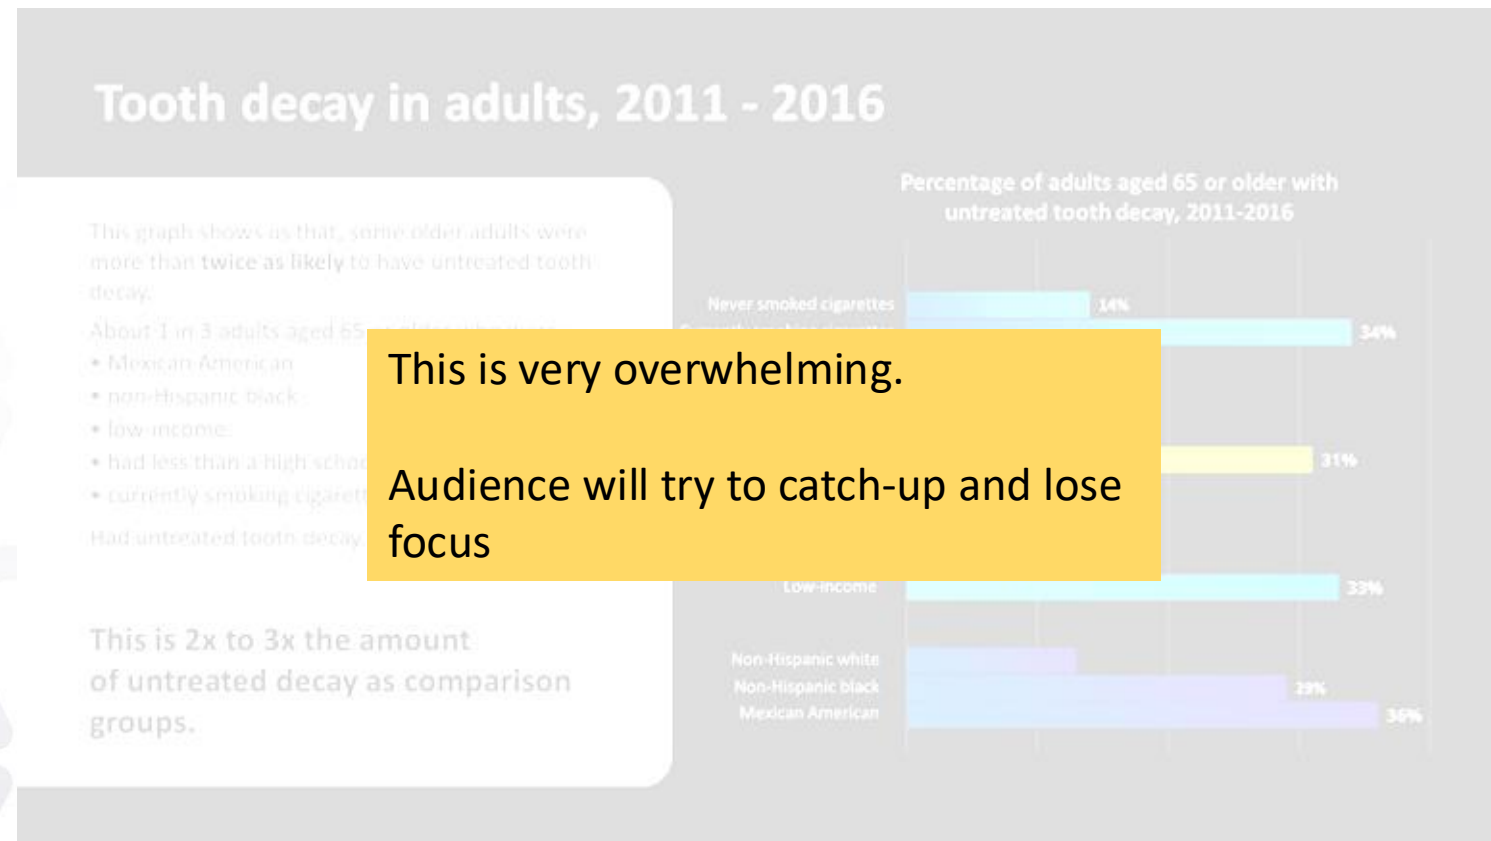 Tooth decay in adults, 2011 - 2016
This graph shows us that, some older adults were
more than twice as likely to have untreated tooth
decay.
About 1 in 3 adults aged 65
• Mexican American
• non-Hispanic black
• low-income
• had less than a high
• currently smoking
Had untreated tooth decay
This is 2x to 3x the amount
of untreated decay as comparison
groups.
Percentage of adults aged 65 or older with
untreated tooth decay, 2011-2016
Never smoked cigarettes 14%
34%
31%
Low-income 33%
Non-Hispanic white
Non-Hispanic black 29%
Mexican American 36%
This is very overwhelming.
Audience will try to catch-up and lose
focus